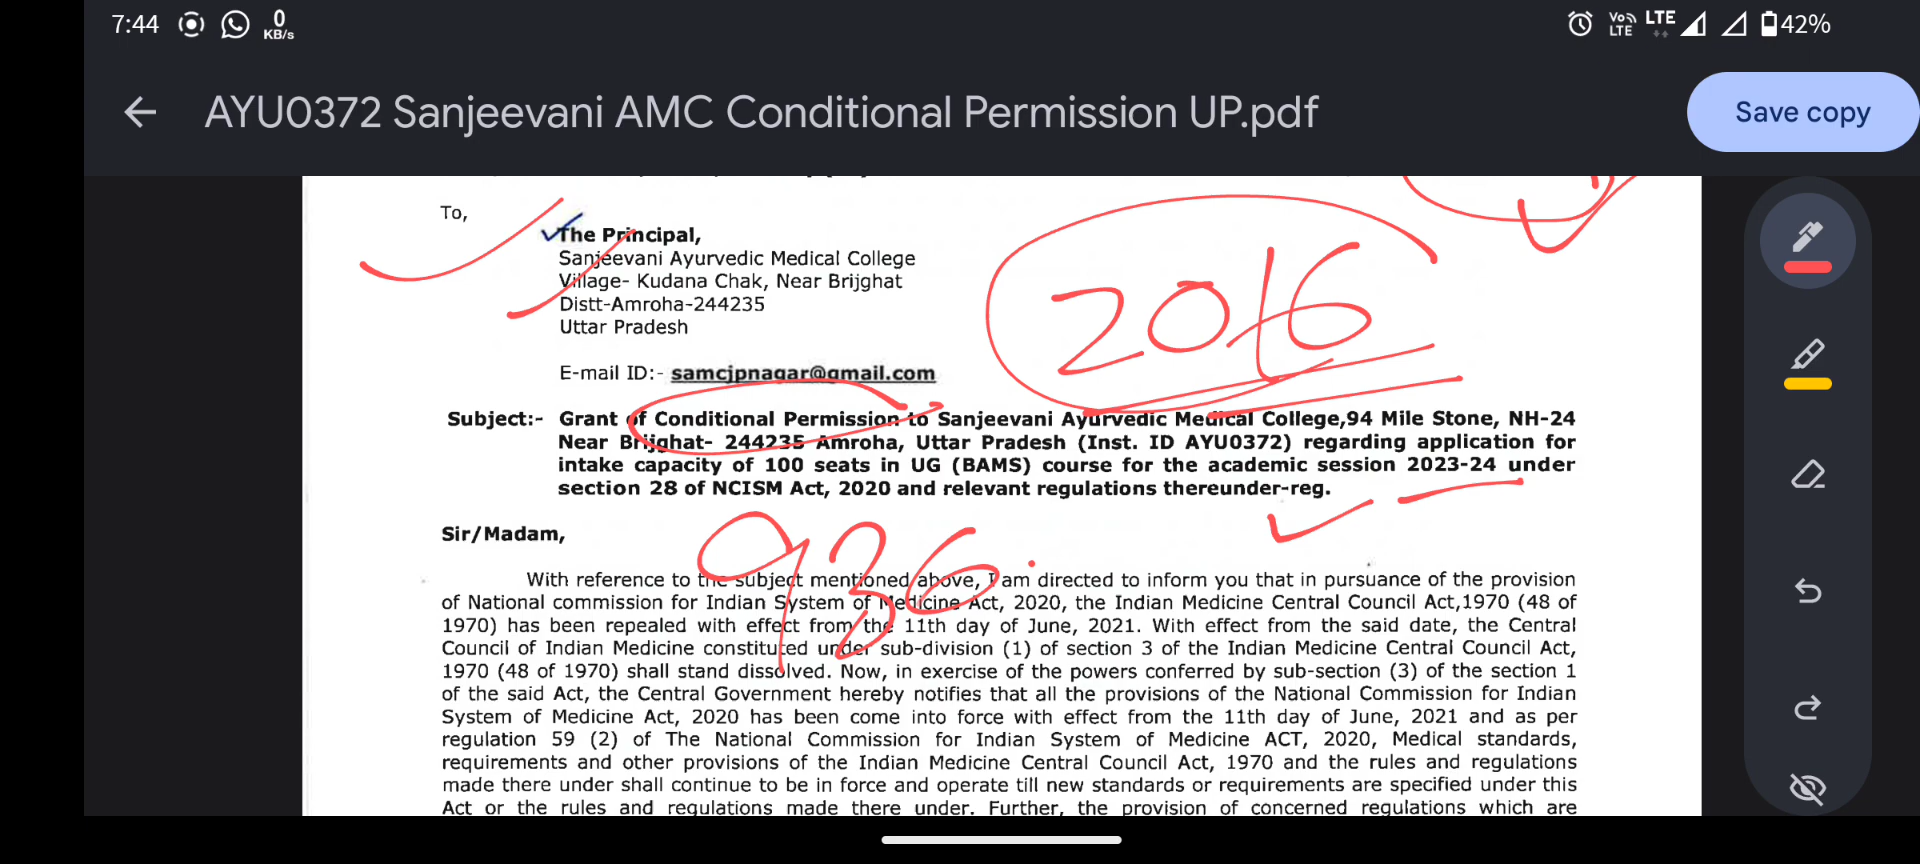 7:44 0 KB/s Vo LTE LTE 42%
AYU0372 Sanjeevani AMC Conditional Permission UP.pdf Save copy
To,
The Principal,
Sanjeevani Ayurvedic Medical College
Village- Kudana Chak, Near Brijghat
Distt-Amroha-244235
Uttar Pradesh
2016
E-mail ID:- samcjpnagar@gmail.com
Subject:- Grant of Conditional Permission to Sanjeevani Ayurvedic Medical College,94 Mile Stone, NH-24
Near Brijghat- 244235 Amroha, Uttar Pradesh (Inst. ID AYU0372) regarding application for
intake capacity of 100 seats in UG (BAMS) course for the academic session 2023-24 under
section 28 of NCISM Act, 2020 and relevant regulations thereunder-reg.
Sir/Madam,
936
With reference to the subject mentioned above, I am directed to inform you that in pursuance of the provision
of National commission for Indian System of Medicine Act, 2020, the Indian Medicine Central Council Act,1970 (48 of
1970) has been repealed with effect from the 11th day of June, 2021. With effect from the said date, the Central
Council of Indian Medicine constituted under sub-division (1) of section 3 of the Indian Medicine Central Council Act,
1970 (48 of 1970) shall stand dissolved. Now, in exercise of the powers conferred by sub-section (3) of the section 1
of the said Act, the Central Government hereby notifies that all the provisions of the National Commission for Indian
System of Medicine Act, 2020 has been come into force with effect from the 11th day of June, 2021 and as per
regulation 59 (2) of The National Commission for Indian System of Medicine ACT, 2020, Medical standards,
requirements and other provisions of the Indian Medicine Central Council Act, 1970 and the rules and regulations
made there under shall continue to be in force and operate till new standards or requirements are specified under this
Act or the rules and regulations made there under. Further, the provision of concerned regulations which are